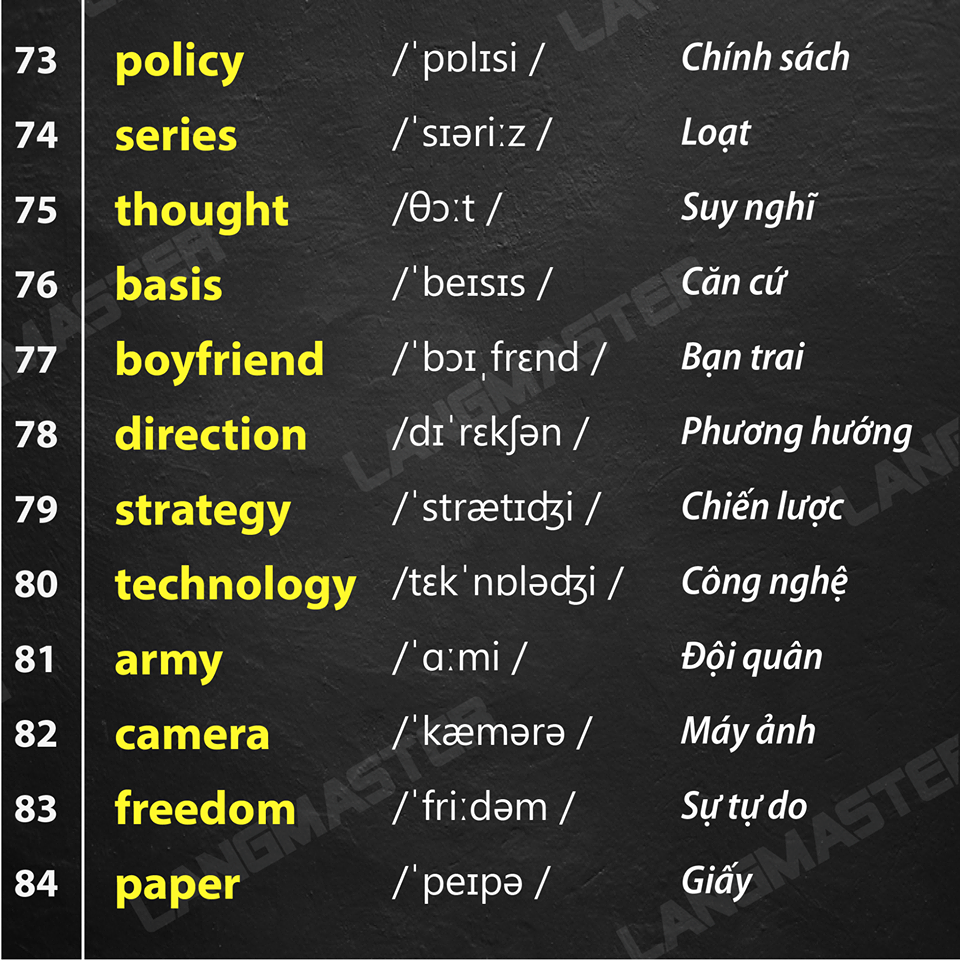 73 policy /ˈpɒlɪsi / Chính sách
74 series /ˈsɪəriːz / Loạt
75 thought /θɔːt / Suy nghĩ
76 basis /ˈbeɪsɪs / Căn cứ
77 boyfriend /ˈbɔɪˌfrɛnd / Bạn trai
78 direction /dɪˈrɛkʃən / Phương hướng
79 strategy /ˈstrætɪʤi / Chiến lược
80 technology /tɛkˈnɒləʤi / Công nghệ
81 army /ˈɑːmi / Đội quân
82 camera /ˈkæmərə / Máy ảnh
83 freedom /ˈfriːdəm / Sự tự do
84 paper /ˈpeɪpə / Giấy
LANGMASTER
LANGMASTER
LANGMASTER
LANGMASTER